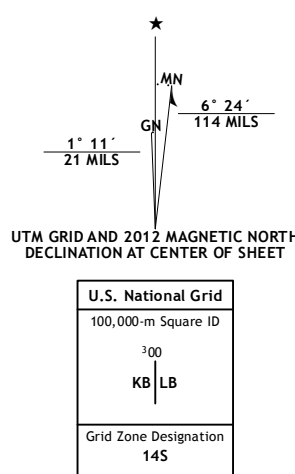 ★
MN
GN
6° 24´
114 MILS
1° 11´
21 MILS
UTM GRID AND 2012 MAGNETIC NORTH
DECLINATION AT CENTER OF SHEET
U.S. National Grid
100,000-m Square ID
³00
KB LB
Grid Zone Designation
14S